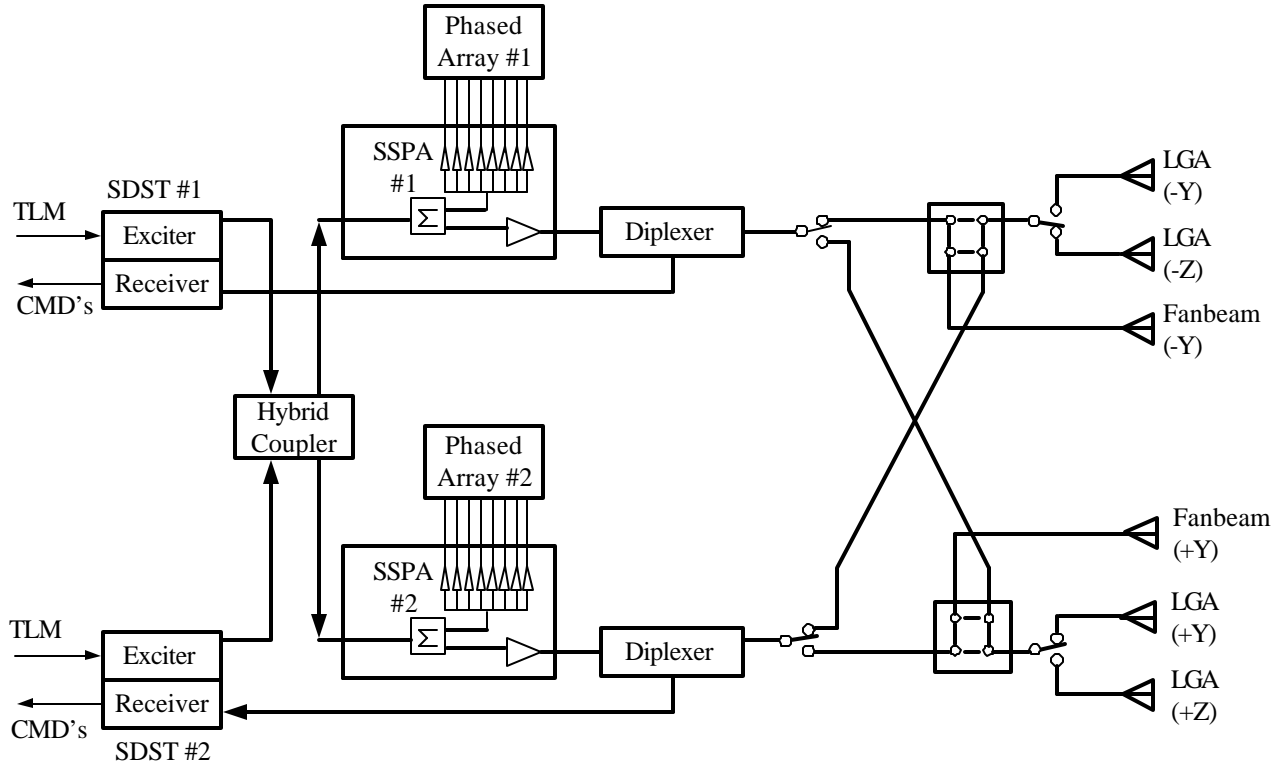 Phased
Array #1
SSPA
#1
Σ
SDST #1
TLM
Exciter
Receiver
CMD's
Diplexer
LGA
(-Y)
LGA
(-Z)
Fanbeam
(-Y)
Hybrid
Coupler
Phased
Array #2
SSPA
#2
Σ
TLM
Exciter
Receiver
CMD's
SDST #2
Diplexer
Fanbeam
(+Y)
LGA
(+Y)
LGA
(+Z)